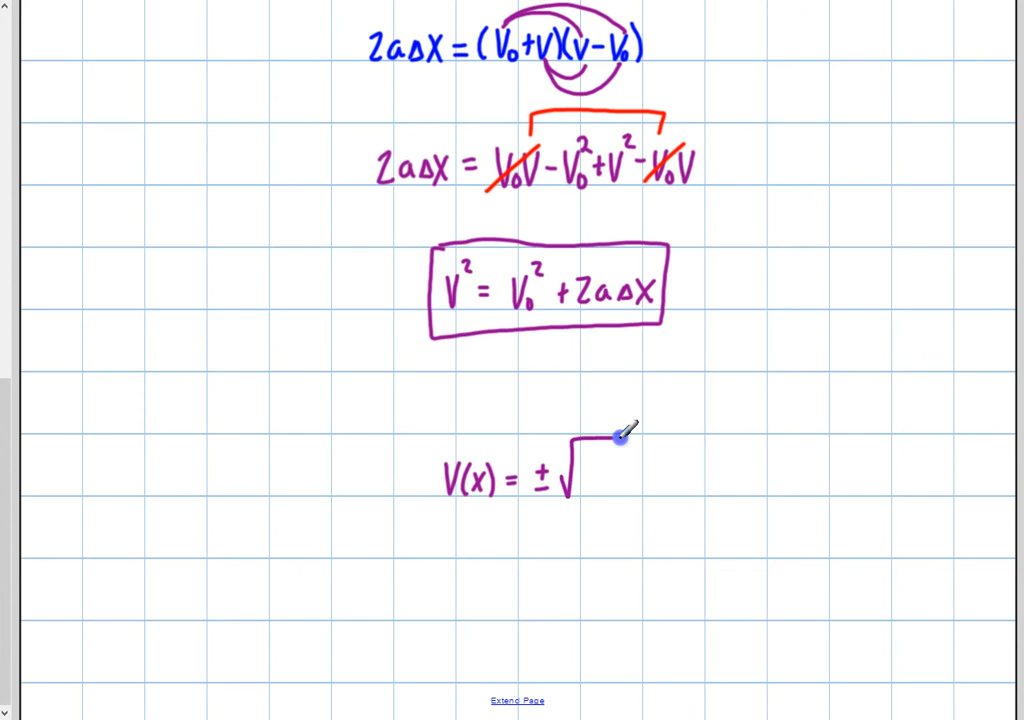 2aΔX = (V₀+V)(V-V₀)
2aΔX = V₀V - V₀² + V² - V₀V
V² = V₀² + 2aΔX
V(x) = ± √
Extend Page